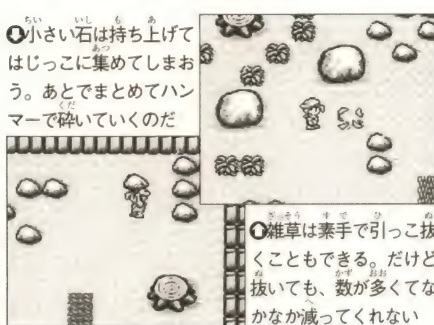 小さい石は持ち上げて
はじっこに集めてしまお
う。あとでまとめてハン
マーで砕いていくのだ
雑草は素手で引っこ抜
くこともできる。だけど
抜いても、数が多くてな
かなか減ってくれない